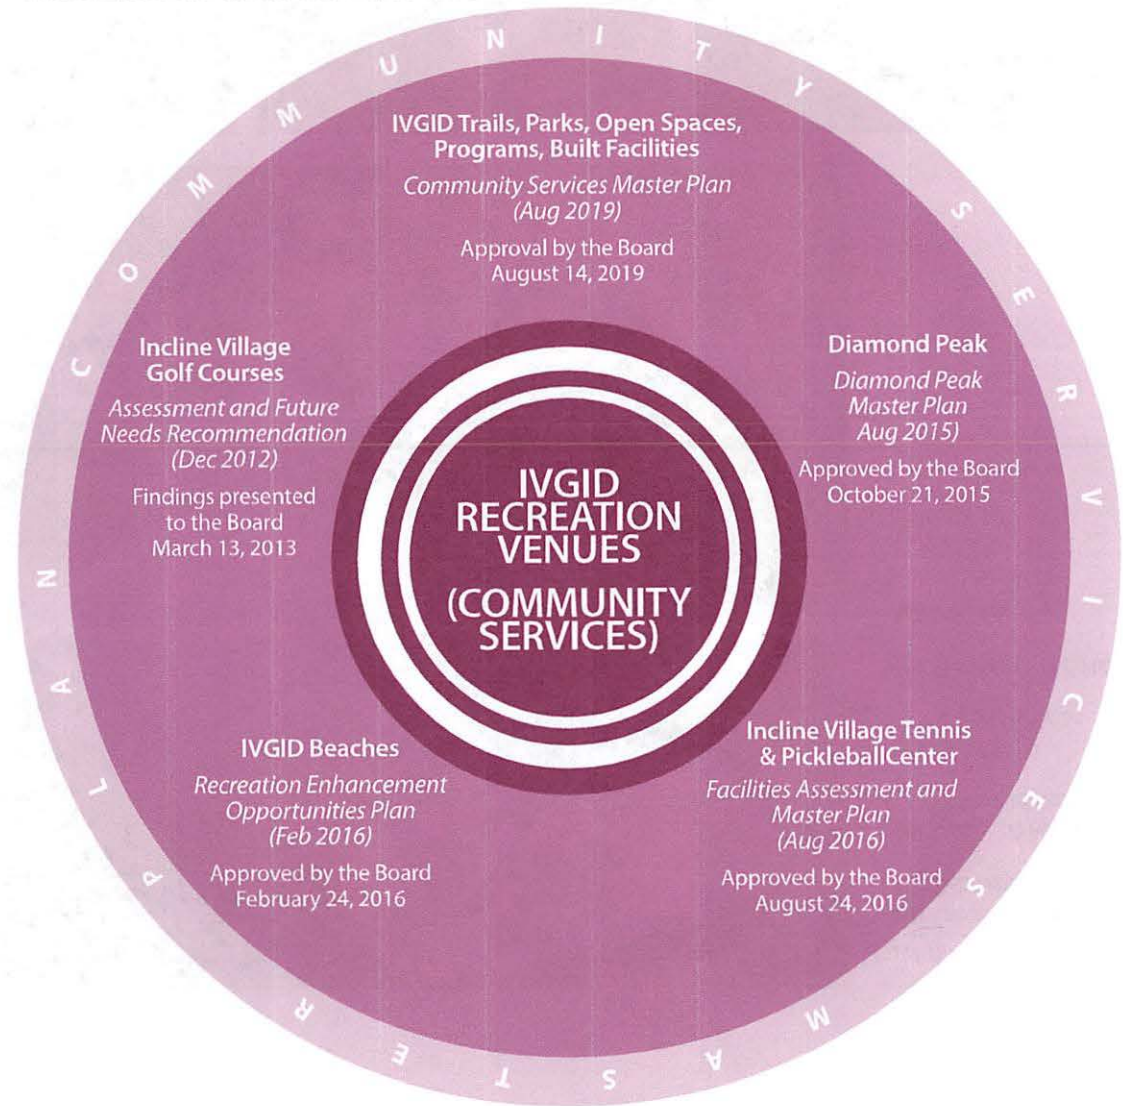 COMMUNITY SERVICES MASTER PLAN
IVGID Trails, Parks, Open Spaces,
Programs, Built Facilities
Community Services Master Plan
(Aug 2019)
Approval by the Board
August 14, 2019
Incline Village
Golf Courses
Assessment and Future
Needs Recommendation
(Dec 2012)
Findings presented
to the Board
March 13, 2013
Diamond Peak
Diamond Peak
Master Plan
Aug 2015)
Approved by the Board
October 21, 2015
IVGID
RECREATION
VENUES
(COMMUNITY
SERVICES)
IVGID Beaches
Recreation Enhancement
Opportunities Plan
(Feb 2016)
Approved by the Board
February 24, 2016
Incline Village Tennis
& PickleballCenter
Facilities Assessment and
Master Plan
(Aug 2016)
Approved by the Board
August 24, 2016